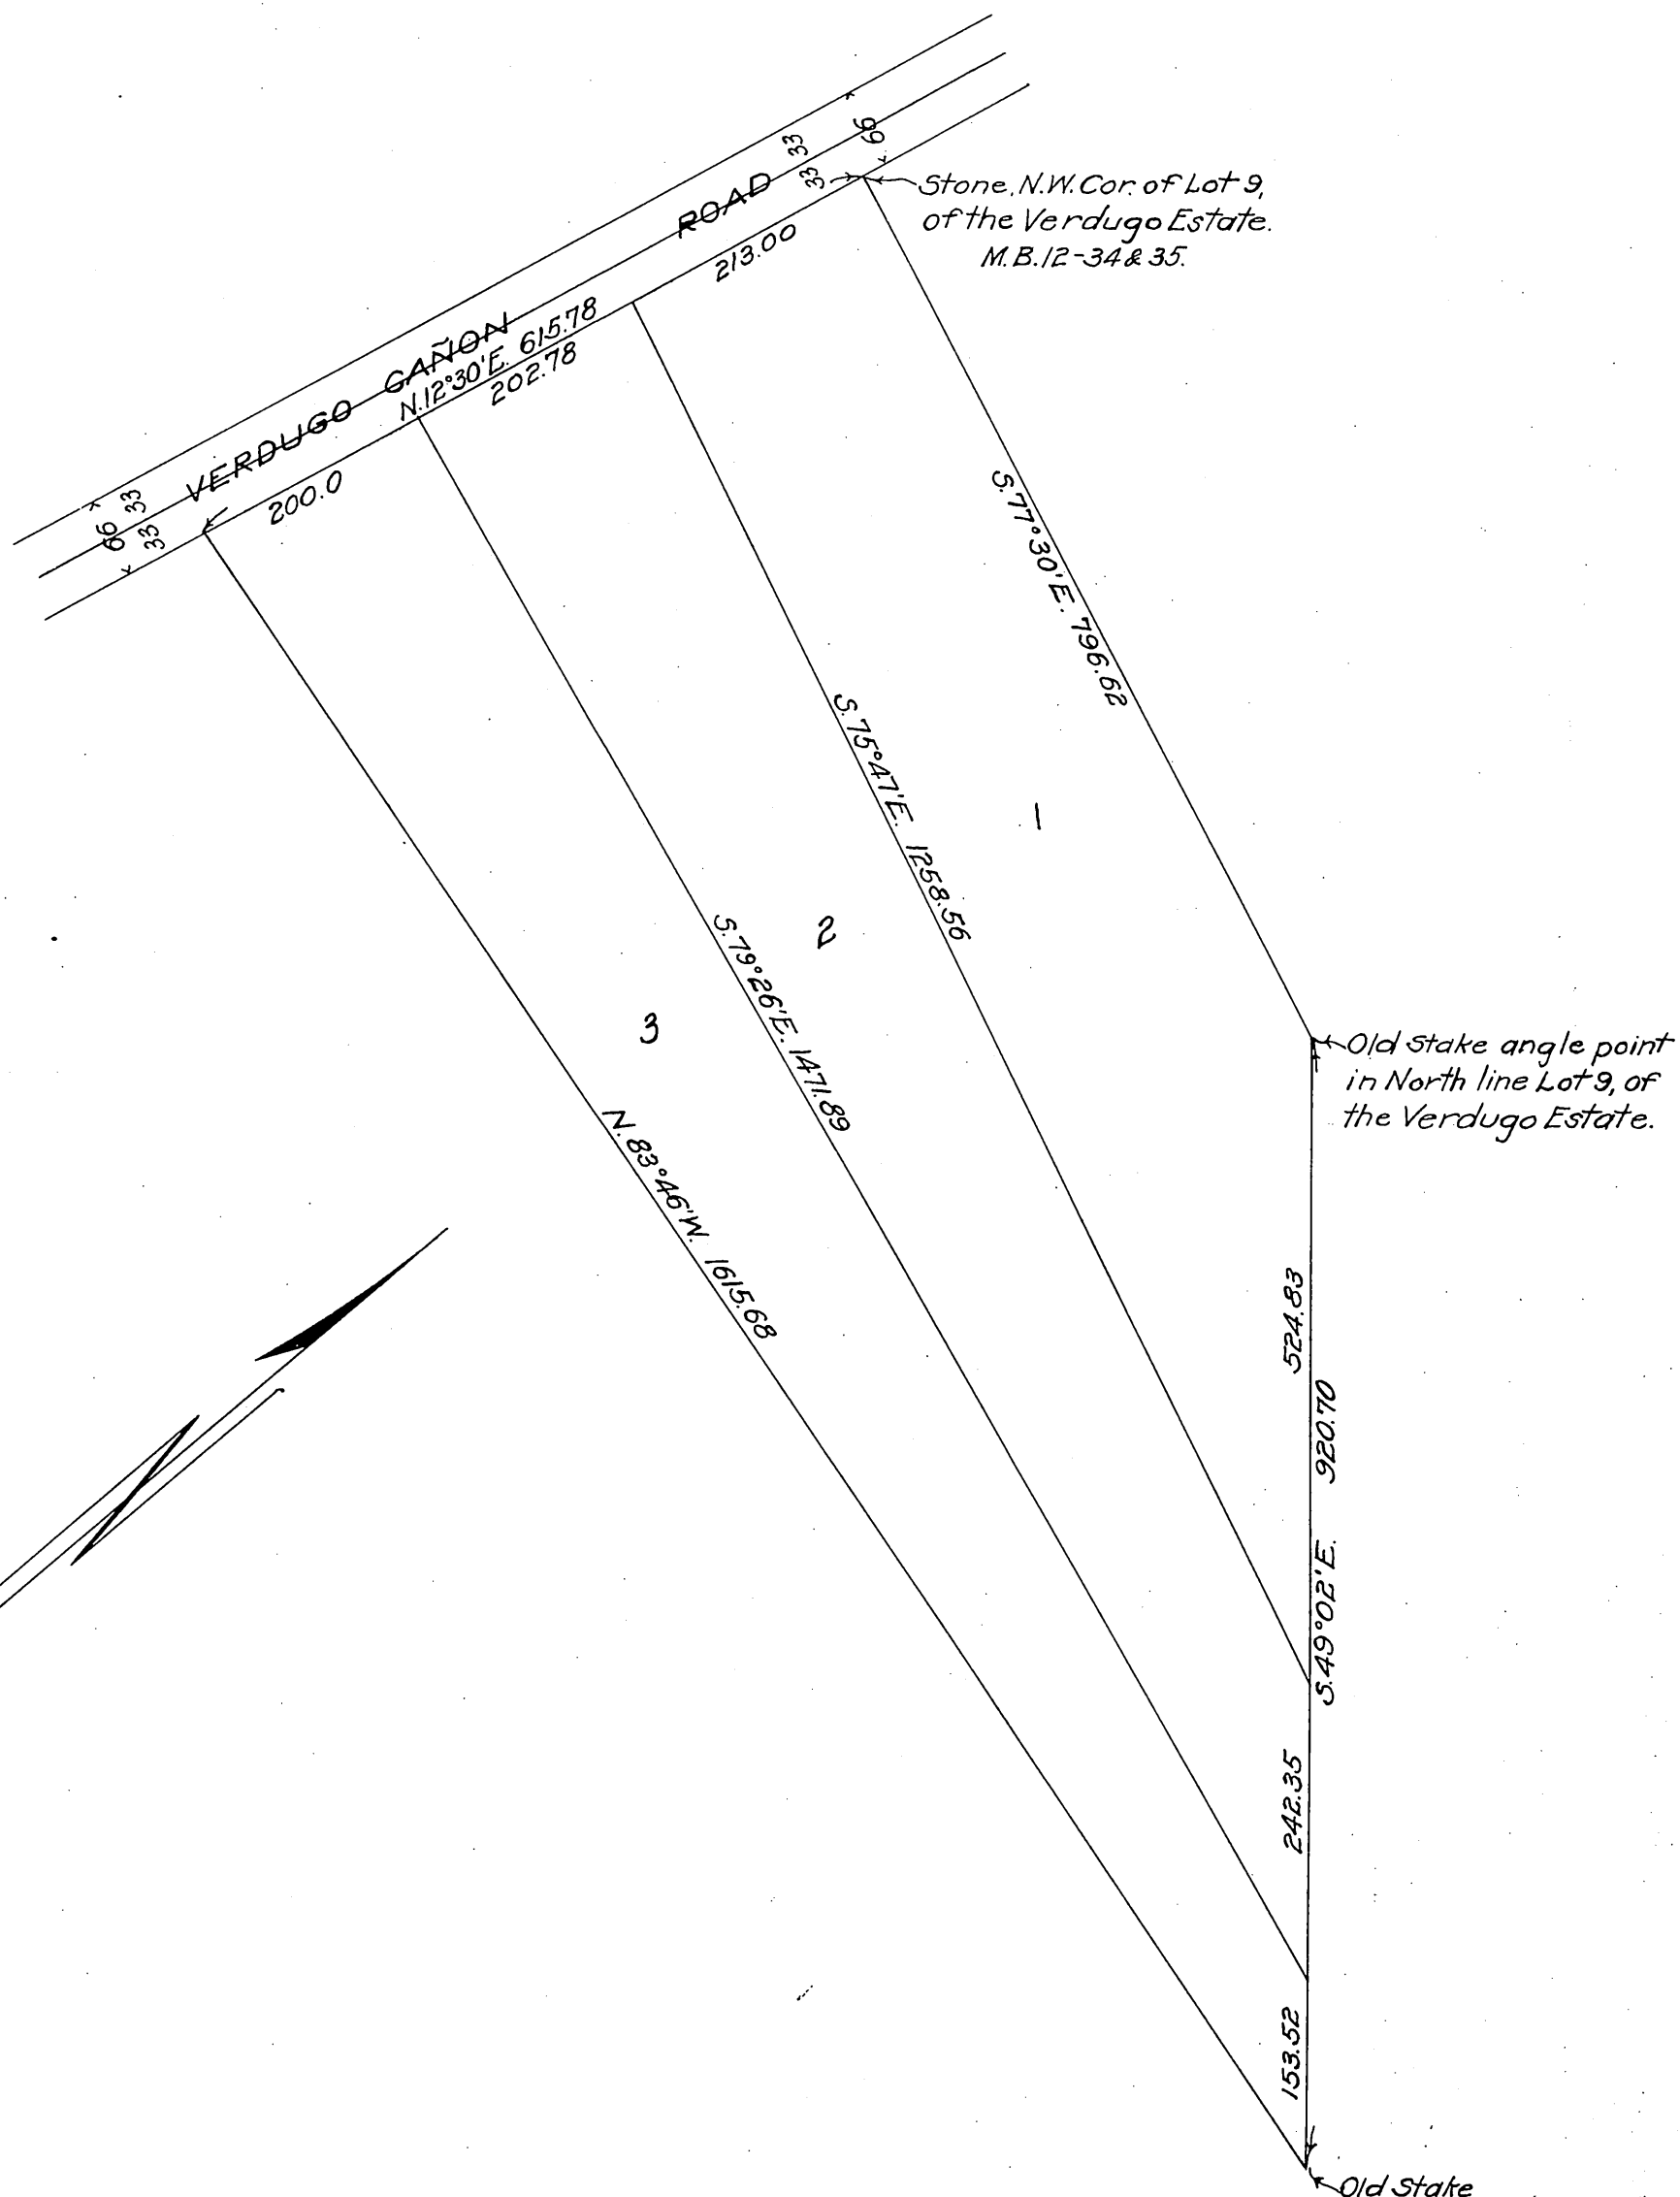 VERDUGO CAÑON ROAD
33
33
66
33
33
66
N.12°30'E. 615.78
213.00
202.78
200.0
Stone, N.W. Cor. of Lot 9,
of the Verdugo Estate.
M.B. 12-34 & 35.
S.77°30'E. 796.62
S.75°47'E. 1258.56
1
S.79°26'E. 1471.89
2
3
N.83°46'W. 1615.68
Old Stake angle point
in North line Lot 9, of
the Verdugo Estate.
524.83
S.49°02'E. 920.70
242.35
153.52
Old Stake
N